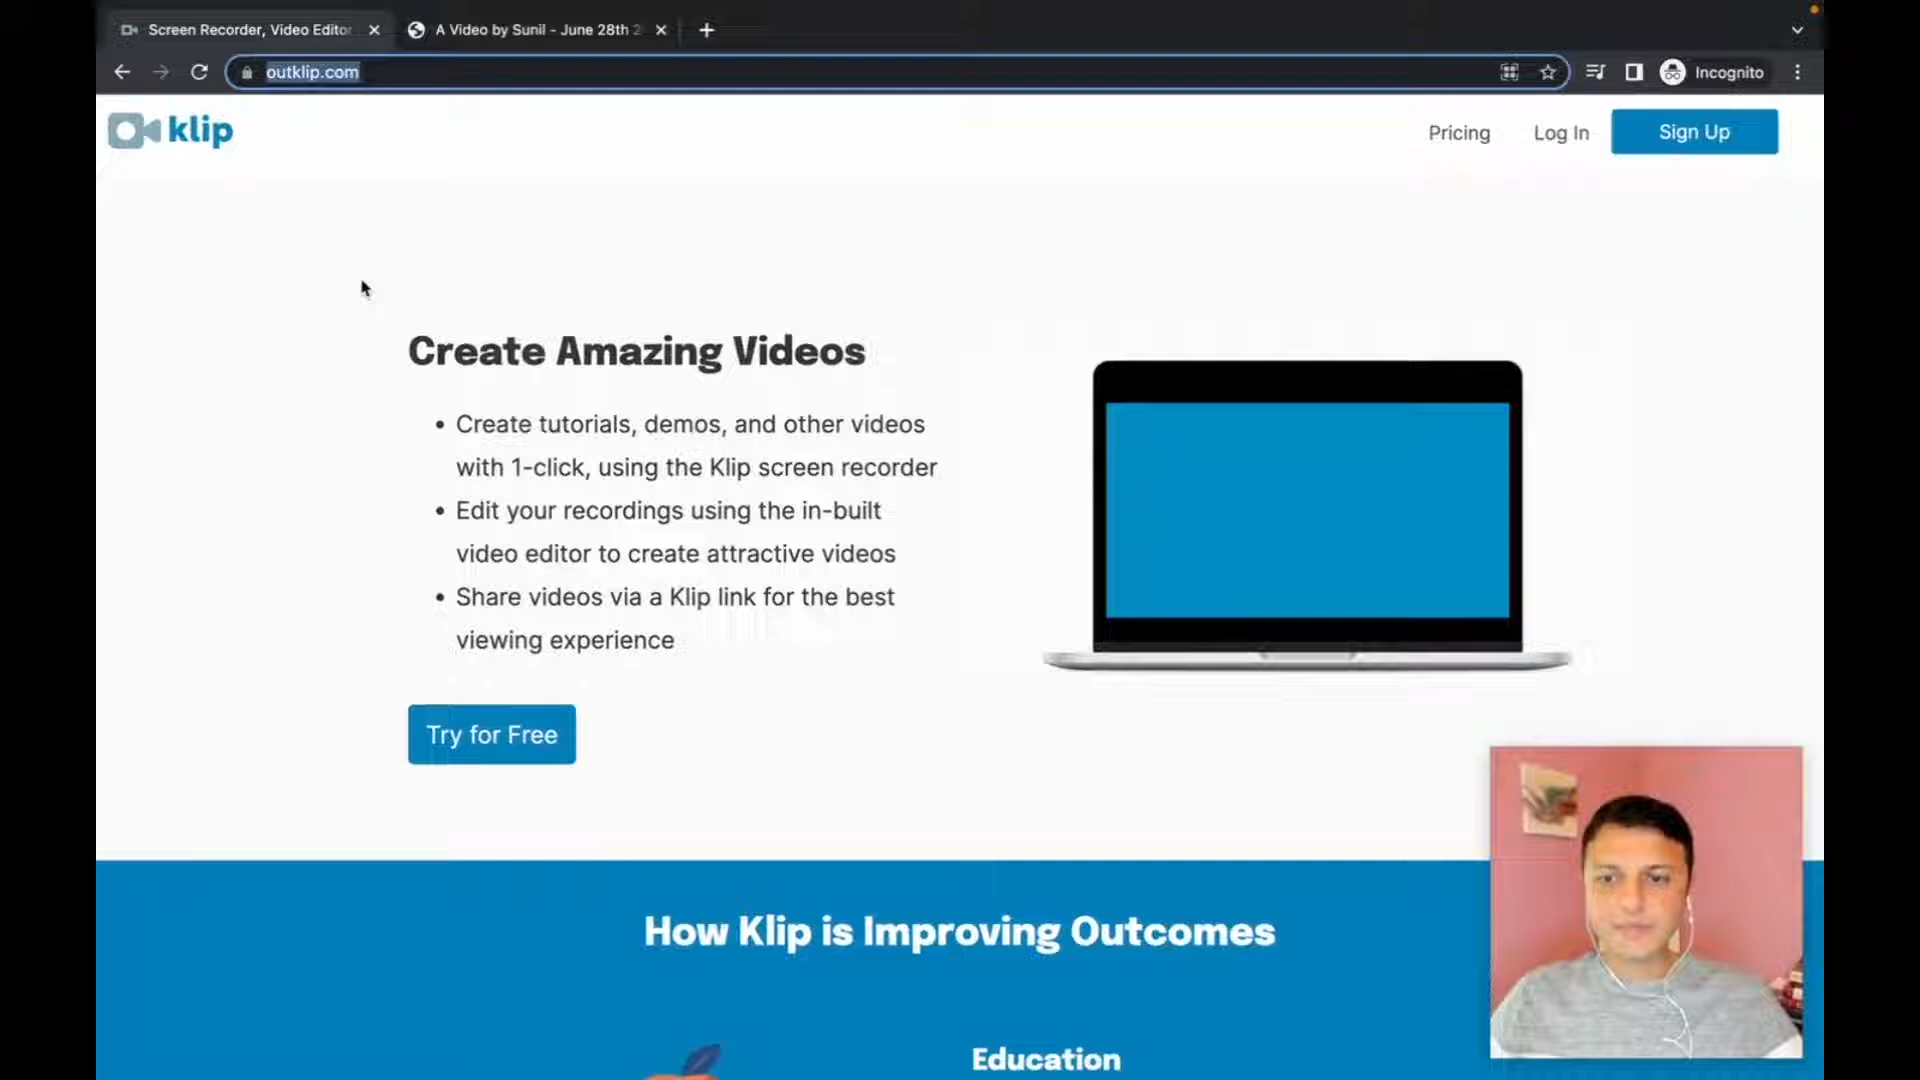 Screen Recorder, Video Editor
A Video by Sunil - June 28th 2
outklip.com
Incognito
klip
Pricing
Log In
Sign Up
Create Amazing Videos
• Create tutorials, demos, and other videos
with 1-click, using the Klip screen recorder
• Edit your recordings using the in-built
video editor to create attractive videos
• Share videos via a Klip link for the best
viewing experience
Try for Free
How Klip is Improving Outcomes
Education